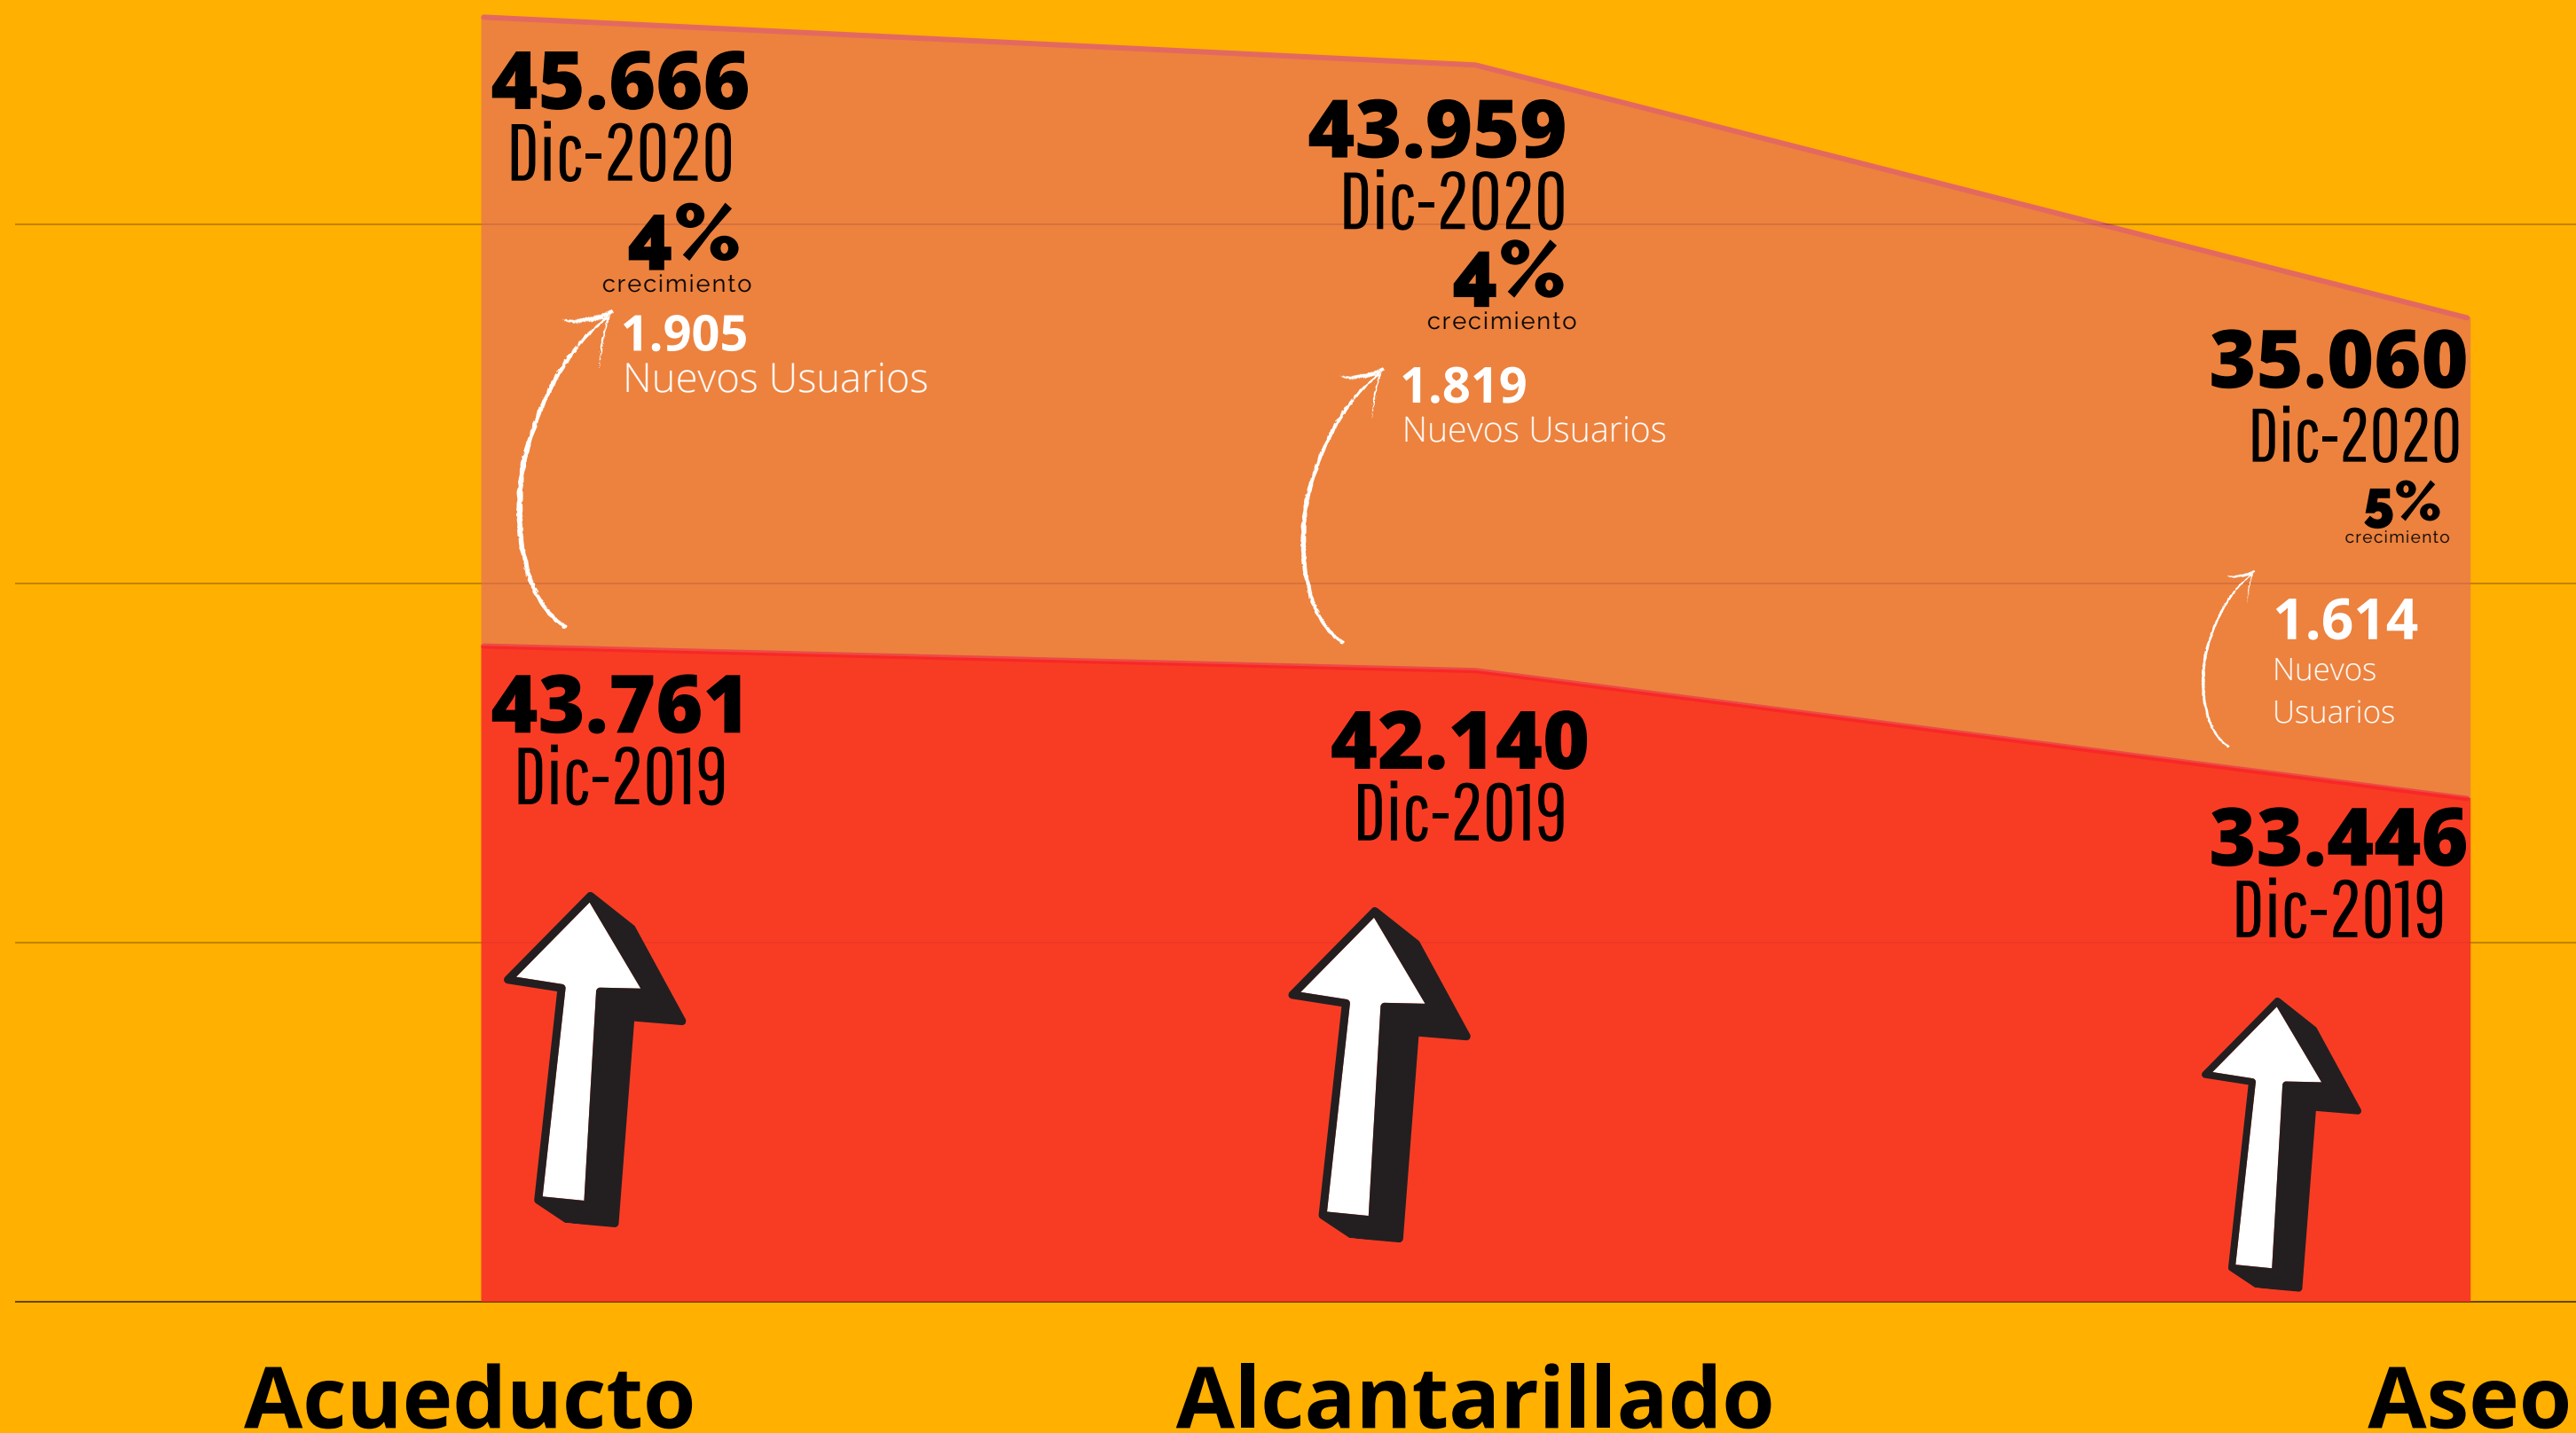 45.666
Dic-2020
4%
crecimiento
1.905
Nuevos Usuarios
43.761
Dic-2019
43.959
Dic-2020
4%
crecimiento
1.819
Nuevos Usuarios
42.140
Dic-2019
35.060
Dic-2020
5%
crecimiento
1.614
Nuevos
Usuarios
33.446
Dic-2019
Acueducto
Alcantarillado
Aseo